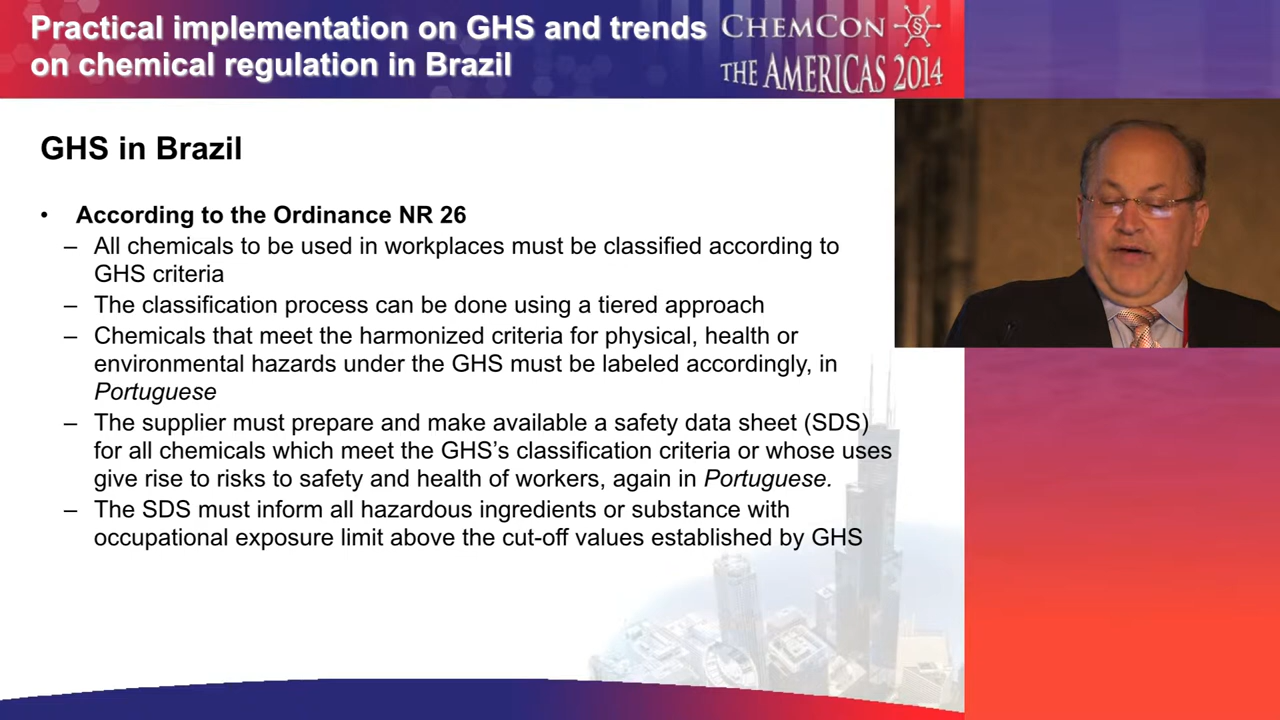 Practical implementation on GHS and trends
on chemical regulation in Brazil
CHEMCON §
THE AMERICAS 2014
GHS in Brazil
• According to the Ordinance NR 26
– All chemicals to be used in workplaces must be classified according to
GHS criteria
– The classification process can be done using a tiered approach
– Chemicals that meet the harmonized criteria for physical, health or
environmental hazards under the GHS must be labeled accordingly, in
Portuguese
– The supplier must prepare and make available a safety data sheet (SDS)
for all chemicals which meet the GHS’s classification criteria or whose uses
give rise to risks to safety and health of workers, again in Portuguese.
– The SDS must inform all hazardous ingredients or substance with
occupational exposure limit above the cut-off values established by GHS